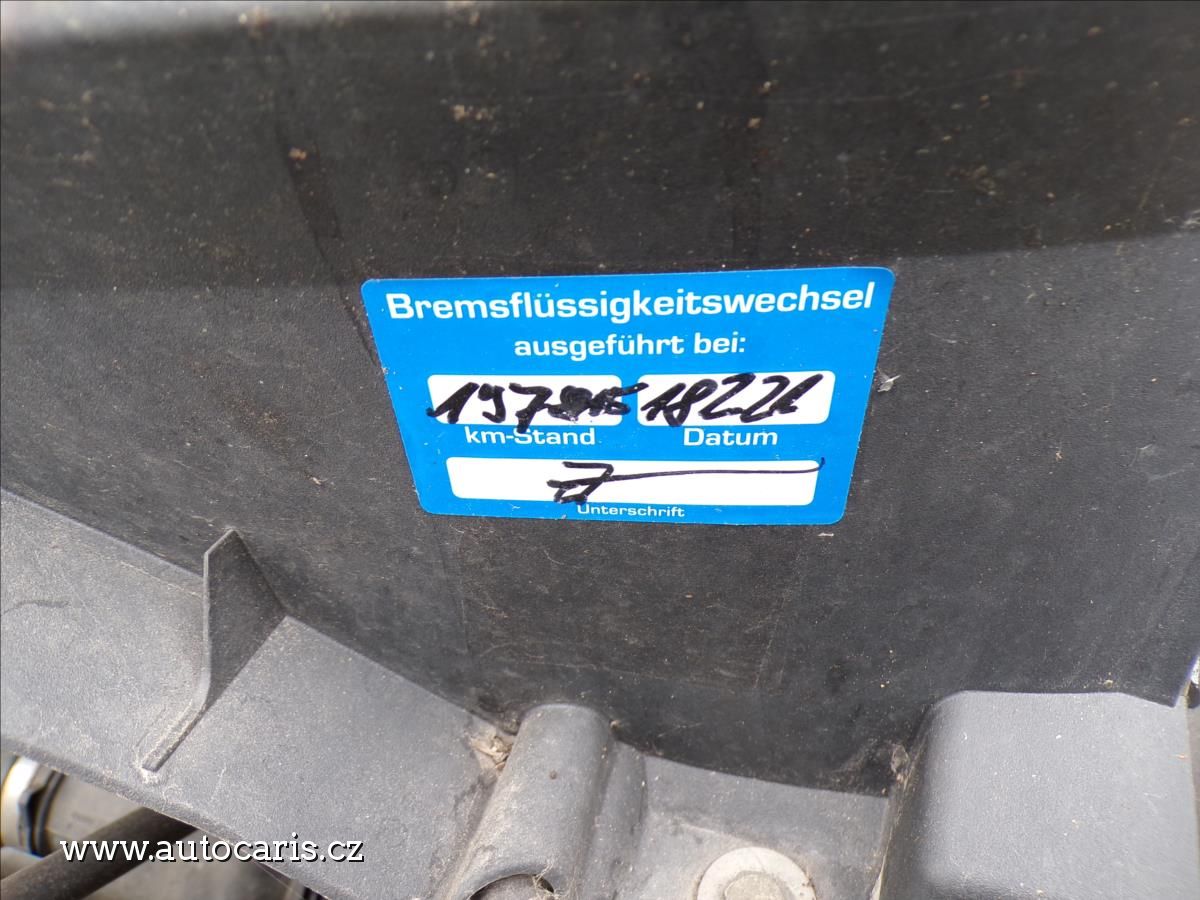 Bremsflüssigkeitswechsel
ausgeführt bei:
km-Stand Datum
Unterschrift
www.autocaris.cz